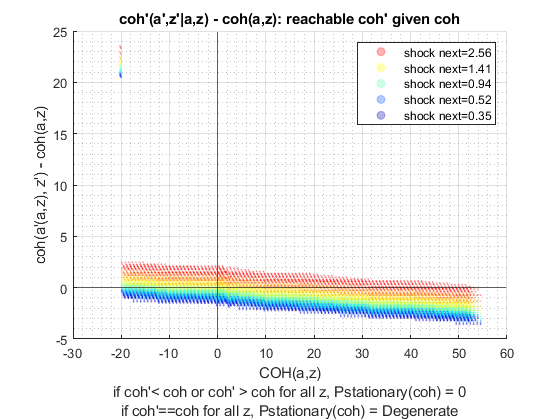 coh'(a',z'|a,z) - coh(a,z): reachable coh' given coh
25
20
15
10
5
0
-5
coh(a'(a,z), z') - coh(a,z)
shock next=2.56
shock next=1.41
shock next=0.94
shock next=0.52
shock next=0.35
-30 -20 -10 0 10 20 30 40 50 60
COH(a,z)
if coh'< coh or coh' > coh for all z, Pstationary(coh) = 0
if coh'==coh for all z, Pstationary(coh) = Degenerate